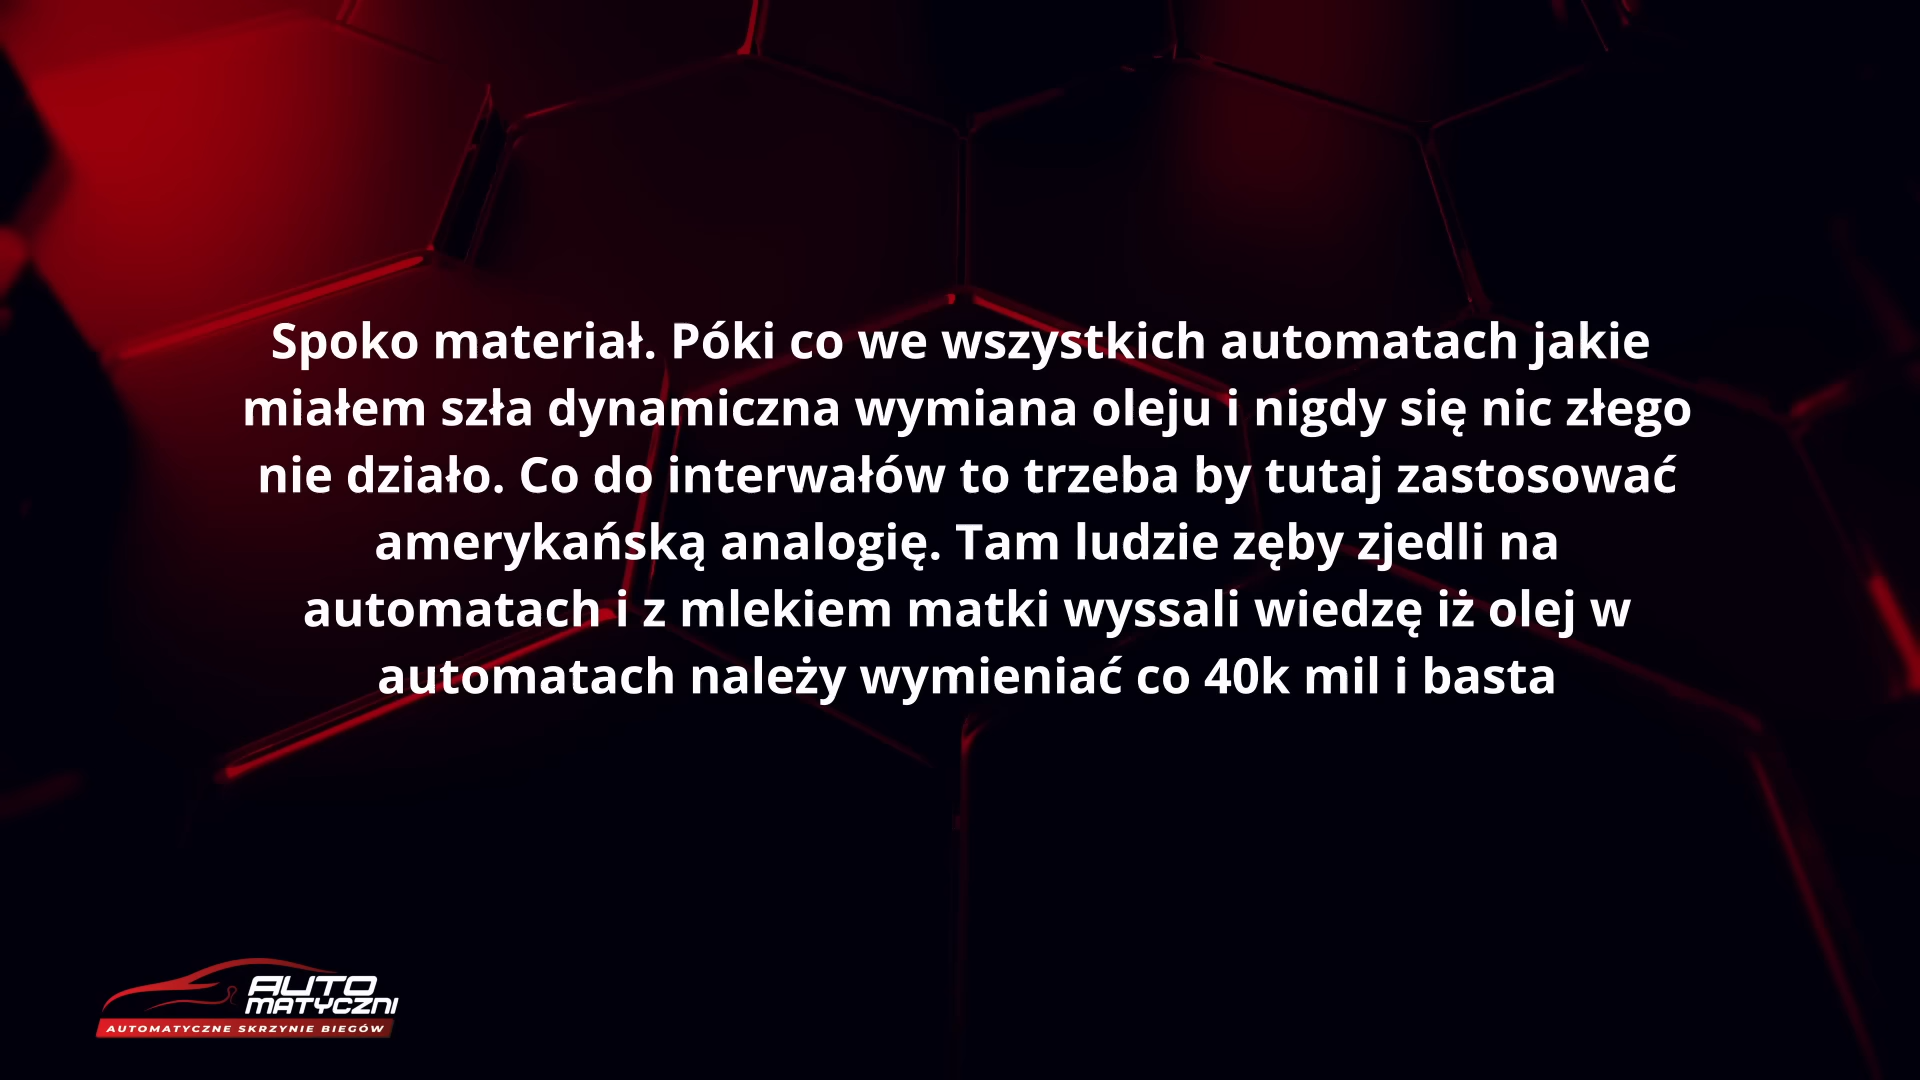 Spoko materiał. Póki co we wszystkich automatach jakie
miałem szła dynamiczna wymiana oleju i nigdy się nic złego
nie działo. Co do interwałów to trzeba by tutaj zastosować
amerykańską analogię. Tam ludzie zęby zjedli na
automatach i z mlekiem matki wyssali wiedzę iż olej w
automatach należy wymieniać co 40k mil i basta
AUTO
MATYCZNI
AUTOMATYCZNE SKRZYNIE BIEGÓW